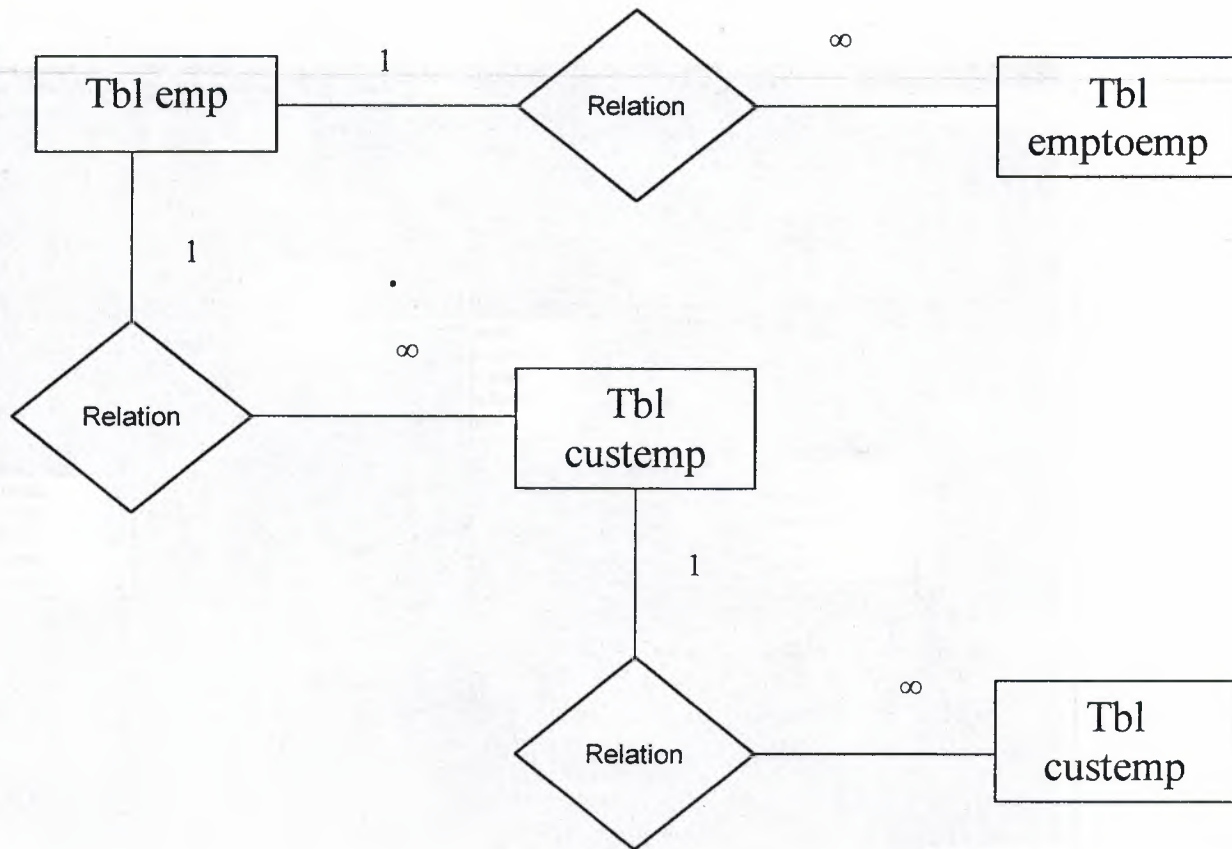 1
∞
Tbl emp
Relation
Tbl
emptoemp
1
∞
Relation
Tbl
custemp
1
∞
Relation
Tbl
custemp